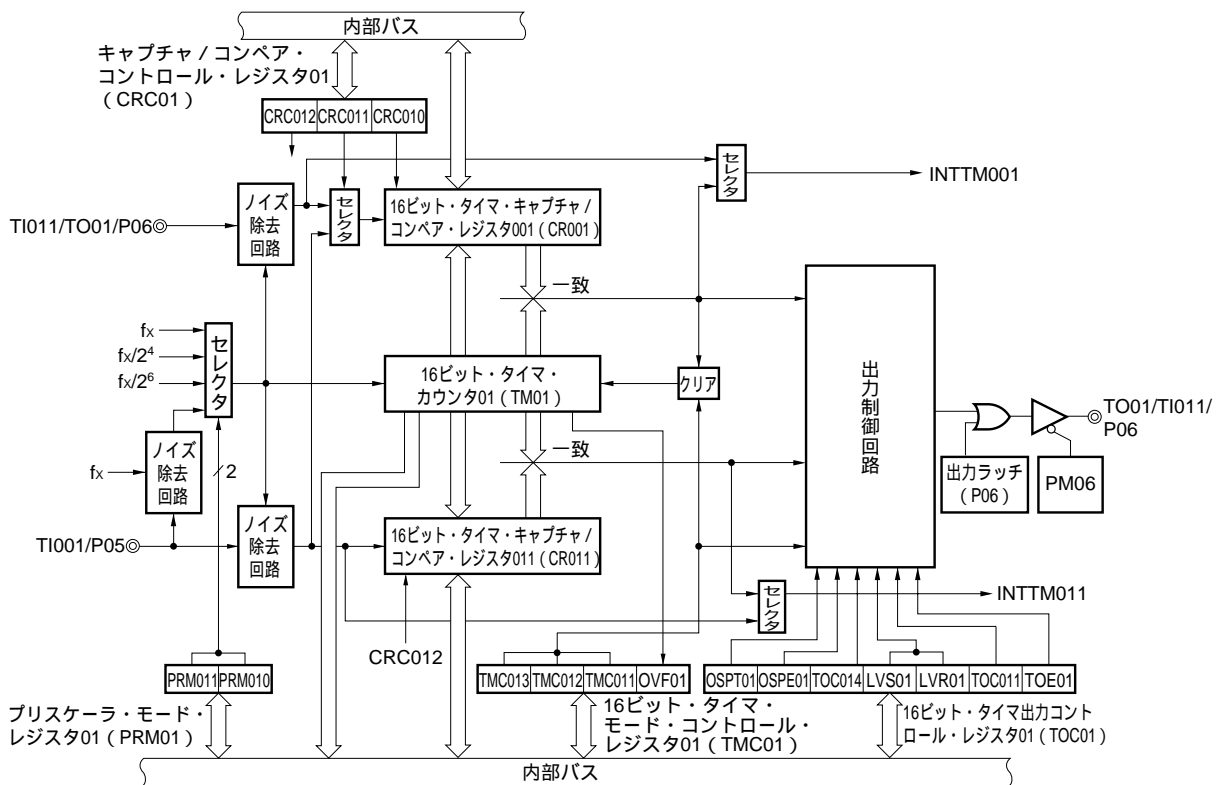 内部バス
キャプチャ/コンペア・
コントロール・レジスタ01
(CRC01)
CRC012 CRC011 CRC010
TI011/TO01/P06
ノイズ
除去
回路
セレクタ
16ビット・タイマ・キャプチャ/
コンペア・レジスタ001(CR001)
セレクタ
INTTM001
一致
fx
fx/2⁴
fx/2⁶
セレクタ
16ビット・タイマ・
カウンタ01(TM01)
クリア
出力制御回路
TO01/TI011/
P06
出力ラッチ
(P06)
PM06
fx
ノイズ
除去
回路
2
一致
TI001/P05
ノイズ
除去
回路
16ビット・タイマ・キャプチャ/
コンペア・レジスタ011(CR011)
セレクタ
INTTM011
CRC012
PRM011 PRM010
TMC013 TMC012 TMC011 OVF01
OSPT01 OSPE01 TOC014 LVS01 LVR01 TOC011 TOE01
プリスケーラ・モード・
レジスタ01(PRM01)
16ビット・タイマ・
モード・コントロール・
レジスタ01(TMC01)
16ビット・タイマ出力コント
ロール・レジスタ01(TOC01)
内部バス